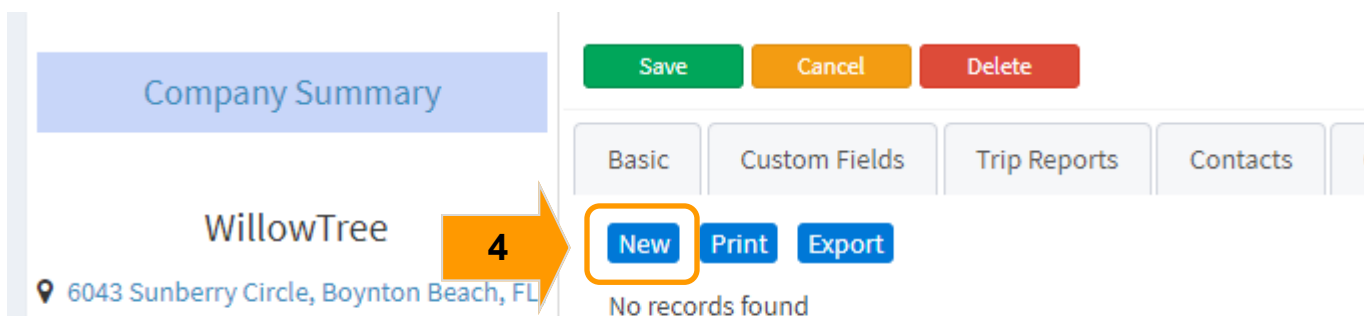 Company Summary
WillowTree
6043 Sunberry Circle, Boynton Beach, FL
Save Cancel Delete
Basic Custom Fields Trip Reports Contacts
4
New Print Export
No records found